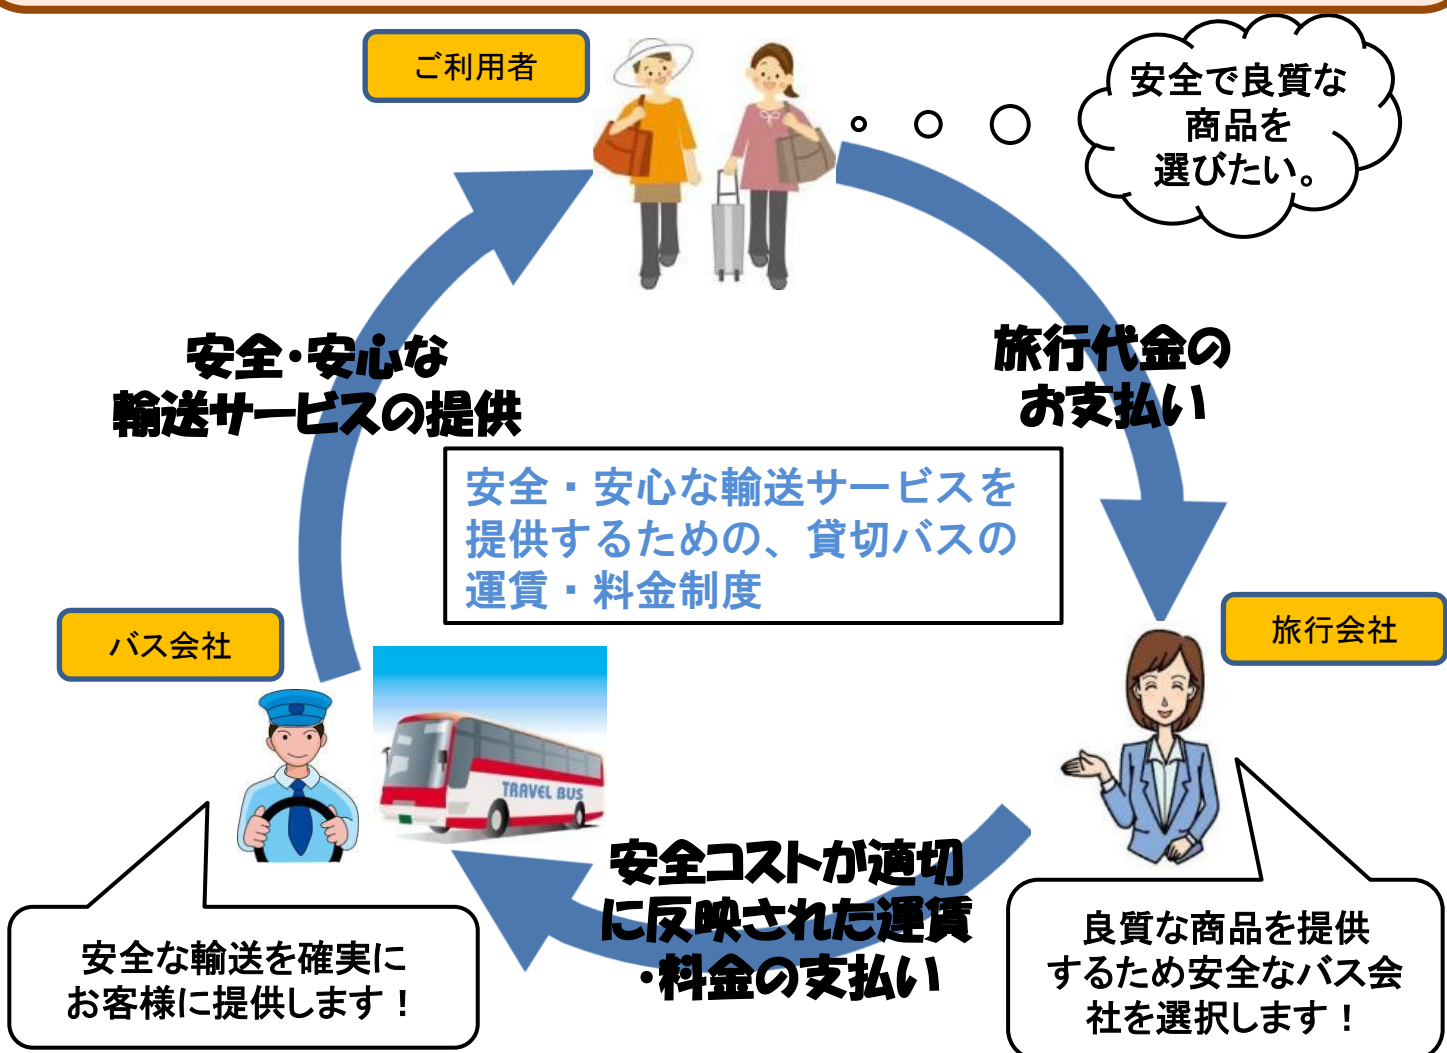 ご利用者
安全で良質な
商品を
選びたい。
安全・安心な
輸送サービスの提供
旅行代金の
お支払い
安全・安心な輸送サービスを
提供するための、貸切バスの
運賃・料金制度
バス会社
旅行会社
TRAVEL BUS
安全コストが適切
に反映された運賃
・料金の支払い
安全な輸送を確実に
お客様に提供します！
良質な商品を提供
するため安全なバス会
社を選択します！